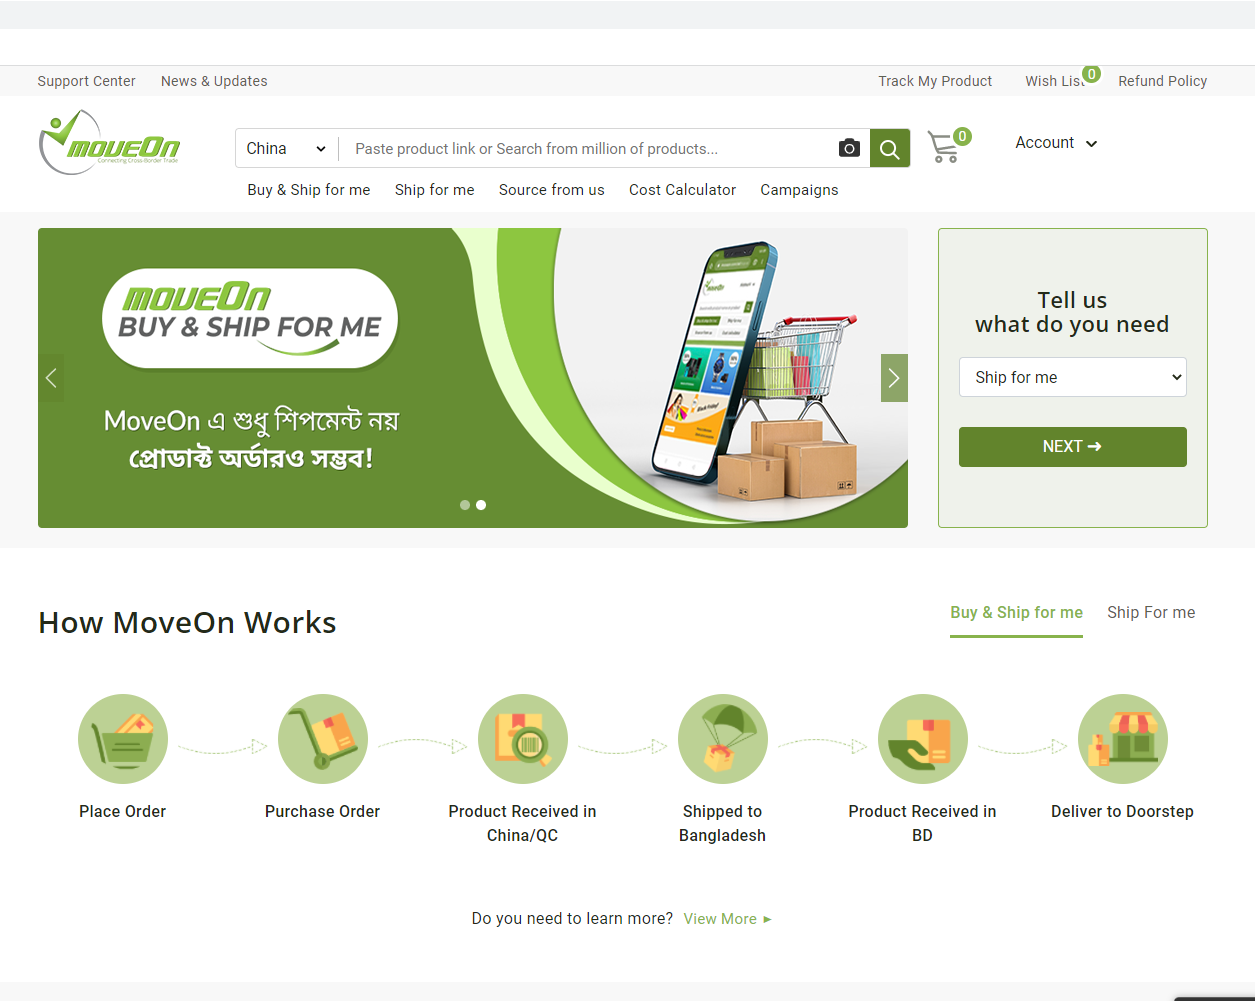 Support Center
News & Updates
Track My Product
Wish List
0
Refund Policy
moveOn
Connecting Cross-Border Trade
China
Paste product link or Search from million of products...
0
Account
Buy & Ship for me
Ship for me
Source from us
Cost Calculator
Campaigns
moveOn
BUY & SHIP FOR ME
MoveOn এ শুধু শিপমেন্ট নয়
প্রোডাক্ট অর্ডারও সম্ভব!
Tell us
what do you need
Ship for me
NEXT ➔
How MoveOn Works
Buy & Ship for me
Ship For me
Place Order
Purchase Order
Product Received in
China/QC
Shipped to
Bangladesh
Product Received in
BD
Deliver to Doorstep
Do you need to learn more? View More ►